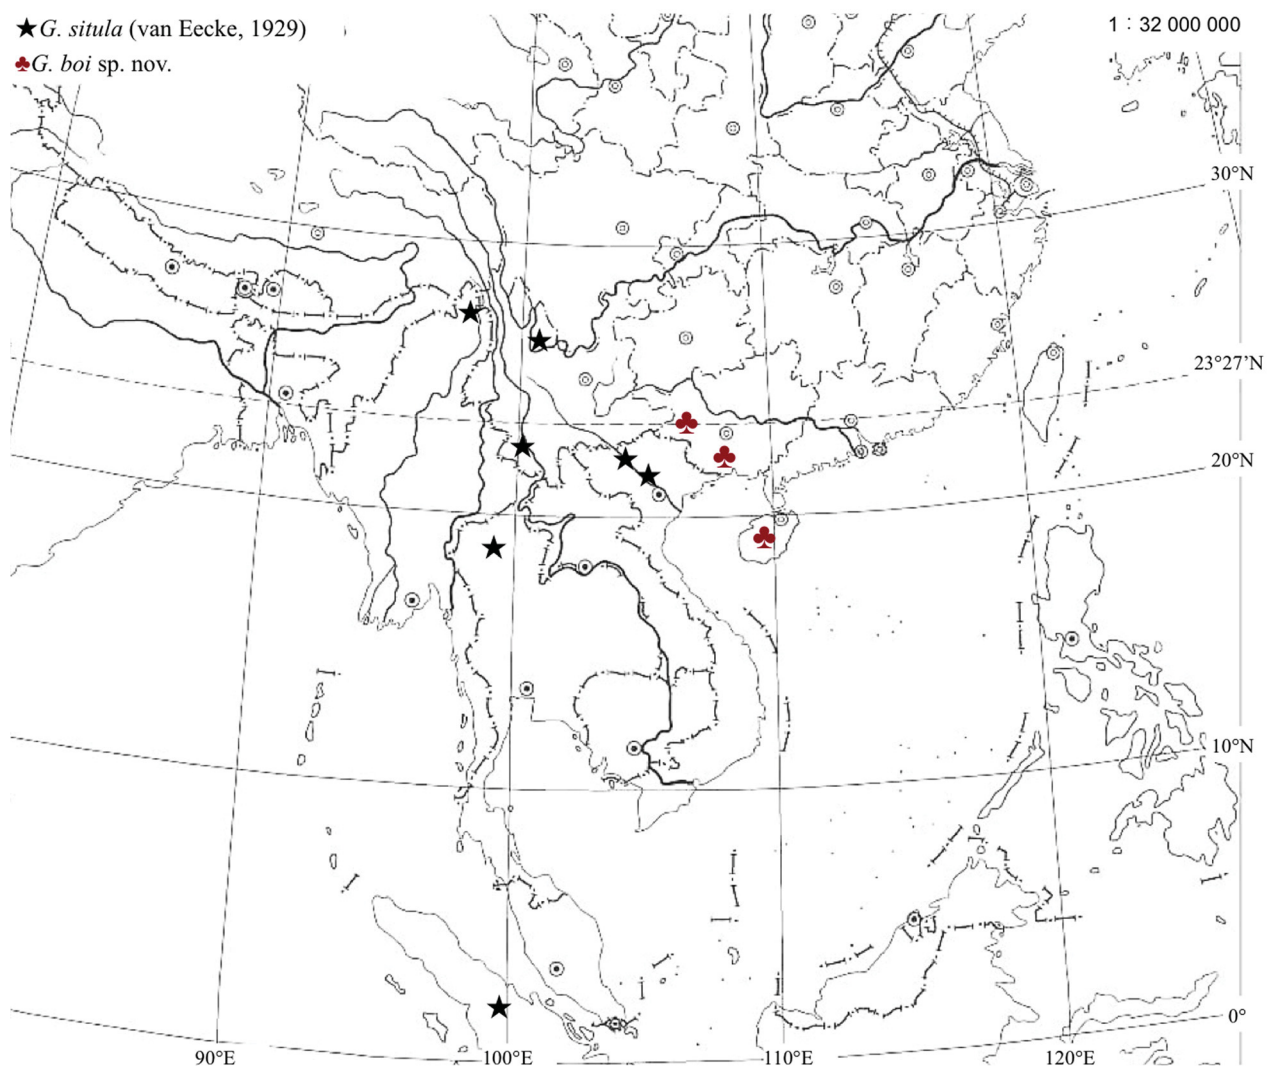 ★G. situla (van Eecke, 1929)
♣G. boi sp. nov.
1 : 32 000 000
30°N
23°27’N
20°N
10°N
0°
90°E
100°E
110°E
120°E